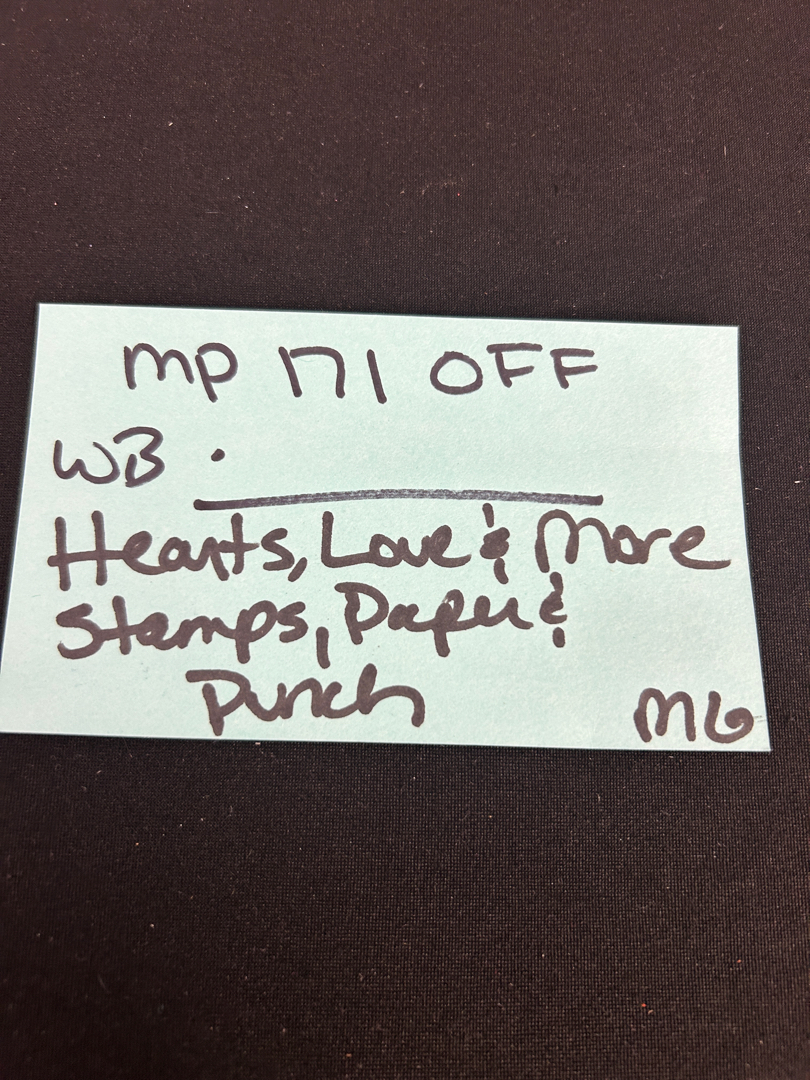 MP 171 OFF
WB .
Hearts, Love & More
Stamps, Paper &
Punch
MG